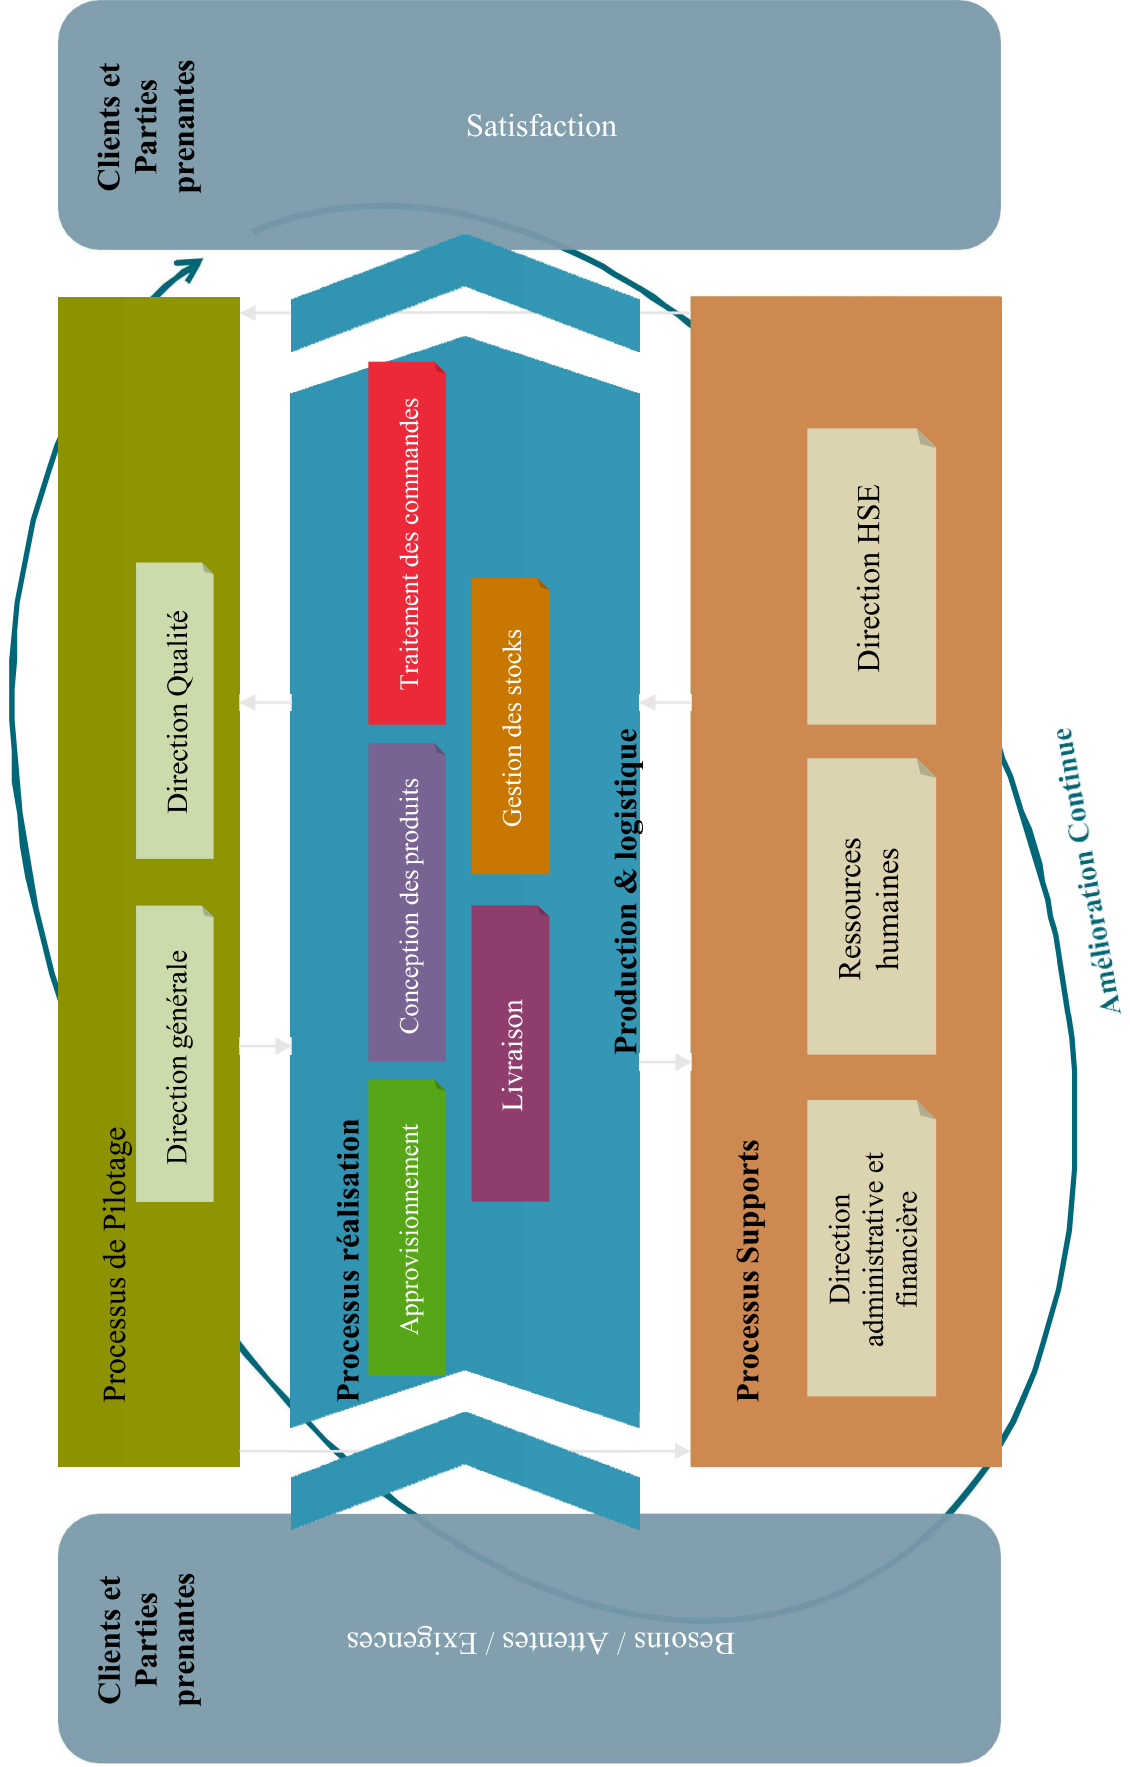 Clients et
Parties
prenantes
Besoins / Attentes / Exigences
Processus de Pilotage
Direction générale
Direction Qualité
Processus réalisation
Approvisionnement
Conception des produits
Traitement des commandes
Livraison
Gestion des stocks
Production & logistique
Processus Supports
Direction
administrative et
financière
Ressources
humaines
Direction HSE
Amélioration Continue
Clients et
Parties
prenantes
Satisfaction